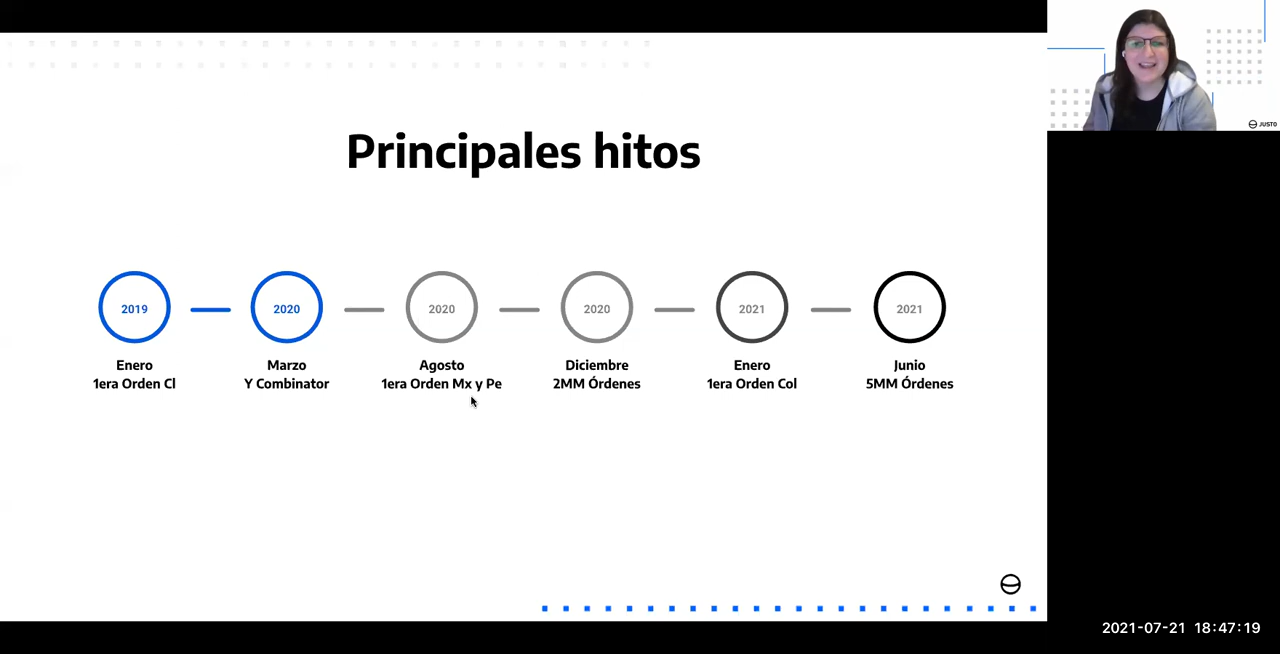 JUSTO
Principales hitos
2019
2020
2020
2020
2021
2021
Enero
1era Orden Cl
Marzo
Y Combinator
Agosto
1era Orden Mx y Pe
Diciembre
2MM Órdenes
Enero
1era Orden Col
Junio
5MM Órdenes
2021-07-21 18:47:19